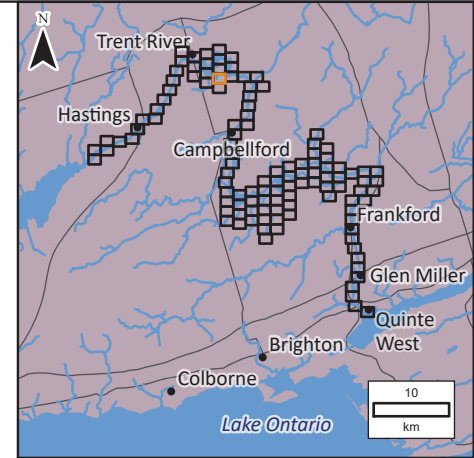 N
Trent River
Hastings
Campbellford
Frankford
Glen Miller
Quinte
West
Brighton
Colborne
Lake Ontario
10
km